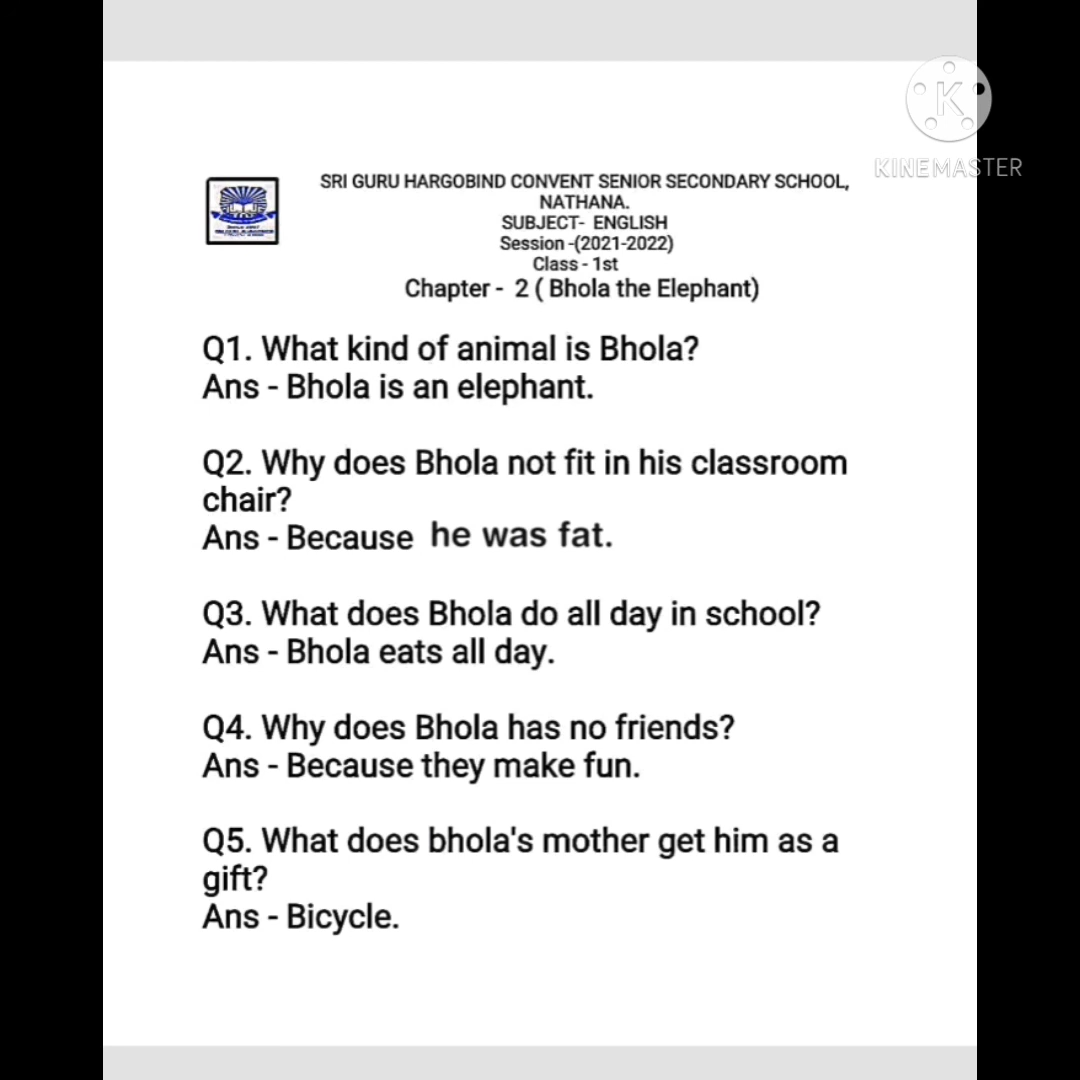 KINEMASTER
SRI GURU HARGOBIND CONVENT SENIOR SECONDARY SCHOOL,
NATHANA.
SUBJECT- ENGLISH
Session -(2021-2022)
Class - 1st
Chapter - 2 ( Bhola the Elephant)
Q1. What kind of animal is Bhola?
Ans - Bhola is an elephant.
Q2. Why does Bhola not fit in his classroom
chair?
Ans - Because he was fat.
Q3. What does Bhola do all day in school?
Ans - Bhola eats all day.
Q4. Why does Bhola has no friends?
Ans - Because they make fun.
Q5. What does bhola's mother get him as a
gift?
Ans - Bicycle.